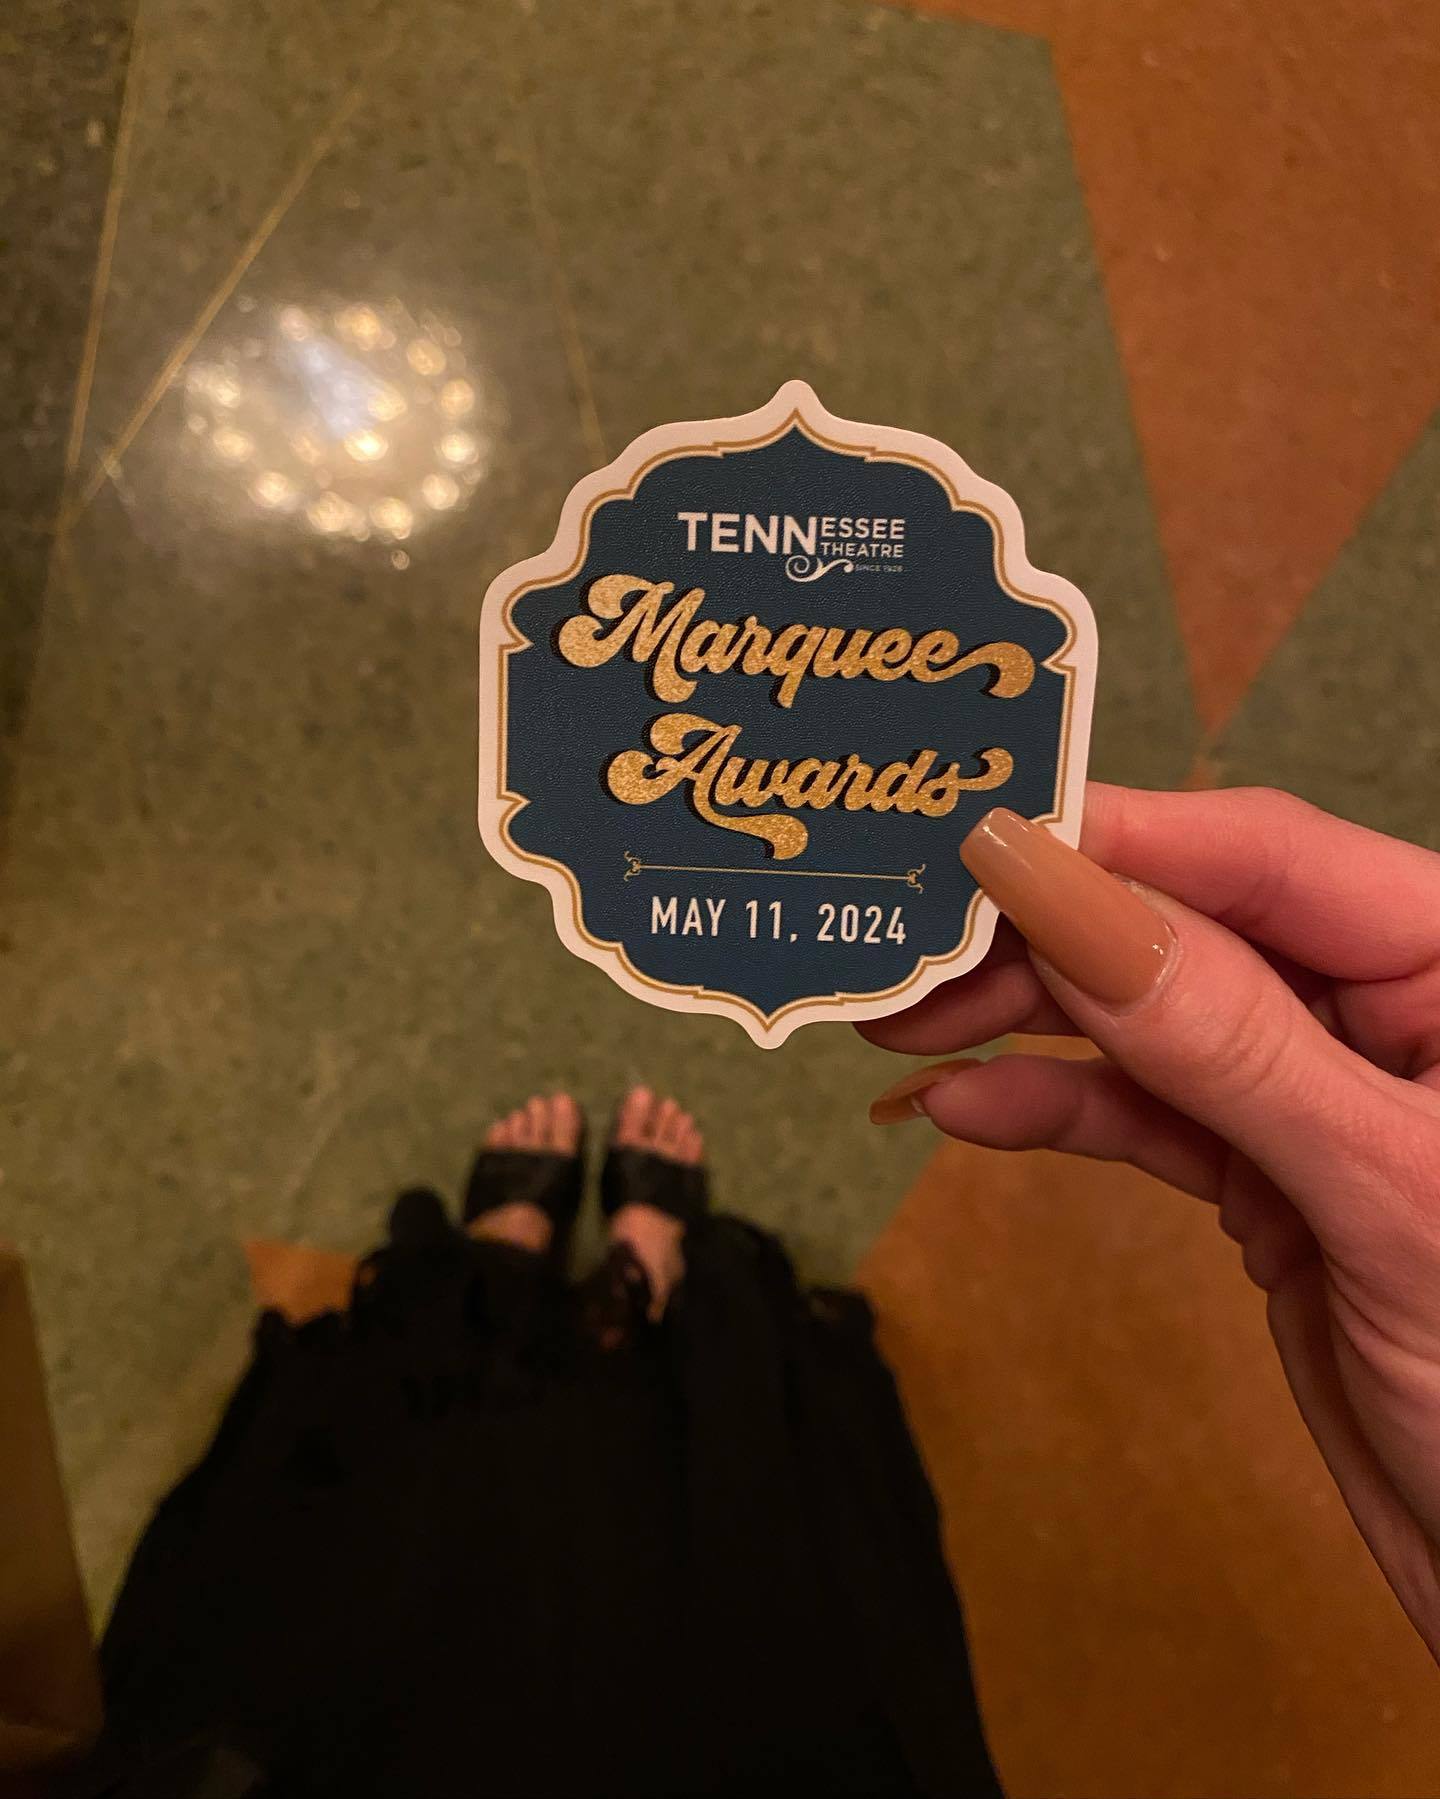 TENNESSEE
THEATRE
SINCE 1928
Marquee
Awards
MAY 11, 2024